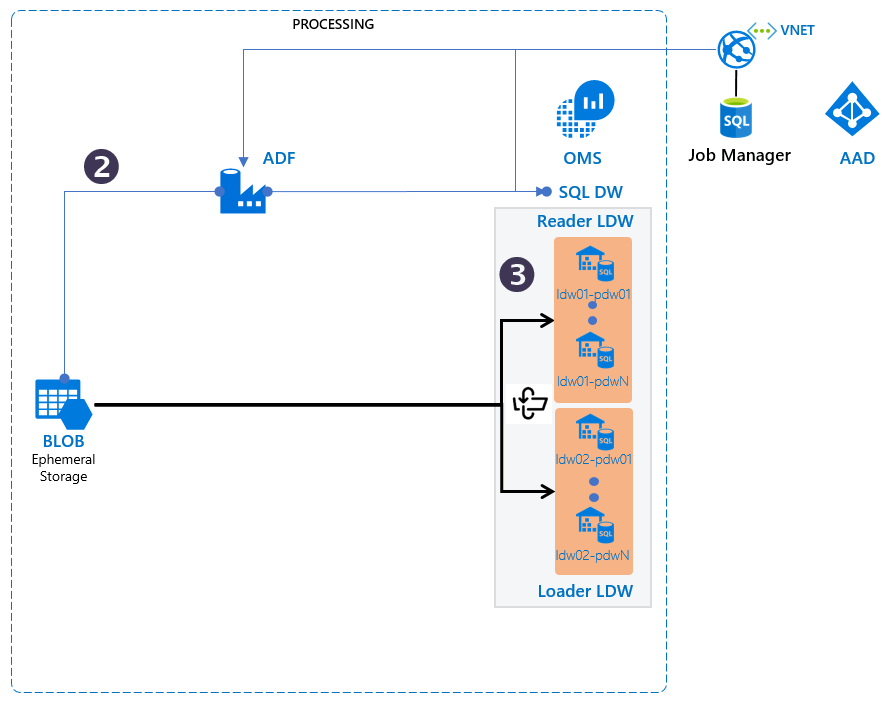 PROCESSING
VNET
SQL
Job Manager
AAD
OMS
ADF
2
SQL DW
Reader LDW
3
SQL
ldw01-pdw01
SQL
ldw01-pdwN
SQL
ldw02-pdw01
SQL
ldw02-pdwN
Loader LDW
BLOB
Ephemeral
Storage